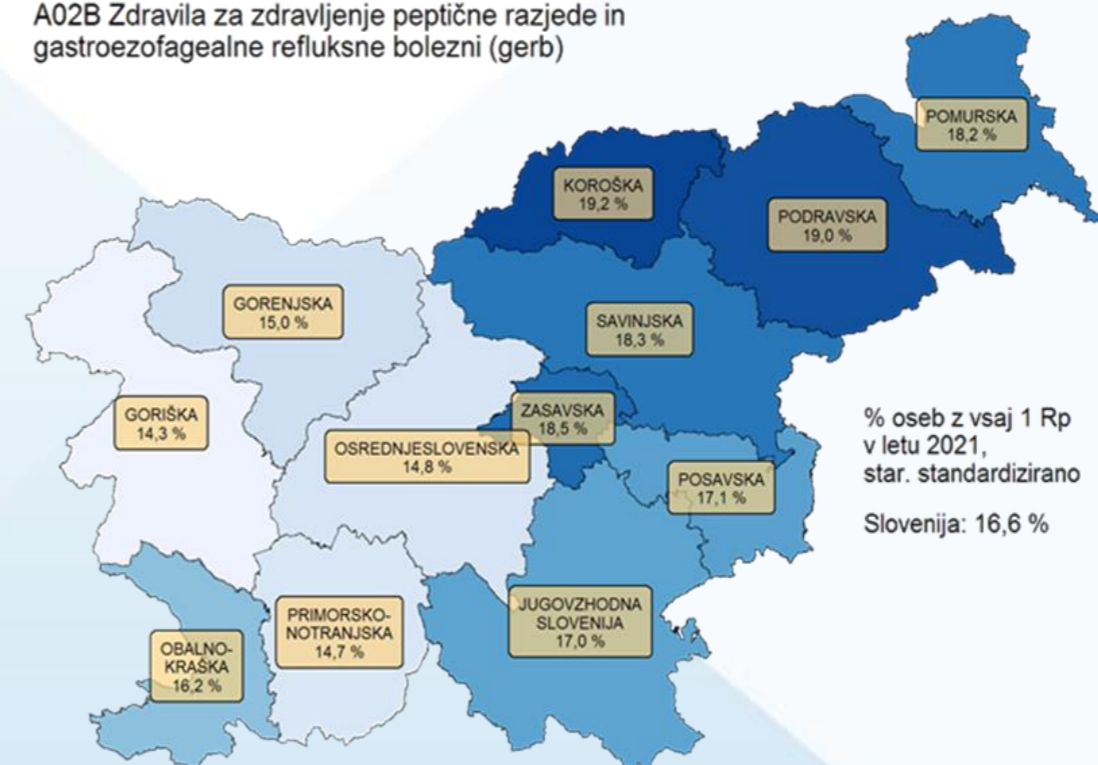 A02B Zdravila za zdravljenje peptične razjede in
gastroezofagealne refluksne bolezni (gerb)
POMURSKA
18,2 %
KOROŠKA
19,2 %
PODRAVSKA
19,0 %
GORENJSKA
15,0 %
SAVINJSKA
18,3 %
GORIŠKA
14,3 %
ZASAVSKA
18,5 %
OSREDNJESLOVENSKA
14,8 %
POSAVSKA
17,1 %
% oseb z vsaj 1 Rp
v letu 2021,
star. standardizirano
Slovenija: 16,6 %
JUGOVZHODNA
SLOVENIJA
17,0 %
PRIMORSKO-
NOTRANJSKA
14,7 %
OBALNO-
KRAŠKA
16,2 %